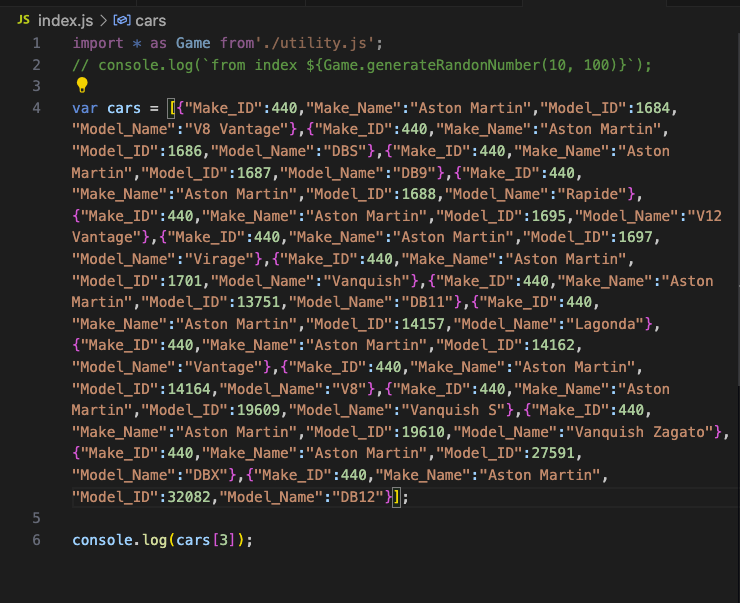 JS index.js > cars
1 import * as Game from'./utility.js';
2 // console.log(`from index ${Game.generateRandonNumber(10, 100)}`);
3
4 var cars = [{"Make_ID":440,"Make_Name":"Aston Martin","Model_ID":1684,
"Model_Name":"V8 Vantage"},{"Make_ID":440,"Make_Name":"Aston Martin",
"Model_ID":1686,"Model_Name":"DBS"},{"Make_ID":440,"Make_Name":"Aston
Martin","Model_ID":1687,"Model_Name":"DB9"},{"Make_ID":440,
"Make_Name":"Aston Martin","Model_ID":1688,"Model_Name":"Rapide"},
{"Make_ID":440,"Make_Name":"Aston Martin","Model_ID":1695,"Model_Name":"V12
Vantage"},{"Make_ID":440,"Make_Name":"Aston Martin","Model_ID":1697,
"Model_Name":"Virage"},{"Make_ID":440,"Make_Name":"Aston Martin",
"Model_ID":1701,"Model_Name":"Vanquish"},{"Make_ID":440,"Make_Name":"Aston
Martin","Model_ID":13751,"Model_Name":"DB11"},{"Make_ID":440,
"Make_Name":"Aston Martin","Model_ID":14157,"Model_Name":"Lagonda"},
{"Make_ID":440,"Make_Name":"Aston Martin","Model_ID":14162,
"Model_Name":"Vantage"},{"Make_ID":440,"Make_Name":"Aston Martin",
"Model_ID":14164,"Model_Name":"V8"},{"Make_ID":440,"Make_Name":"Aston
Martin","Model_ID":19609,"Model_Name":"Vanquish S"},{"Make_ID":440,
"Make_Name":"Aston Martin","Model_ID":19610,"Model_Name":"Vanquish Zagato"},
{"Make_ID":440,"Make_Name":"Aston Martin","Model_ID":27591,
"Model_Name":"DBX"},{"Make_ID":440,"Make_Name":"Aston Martin",
"Model_ID":32082,"Model_Name":"DB12"}];
5
6 console.log(cars[3]);